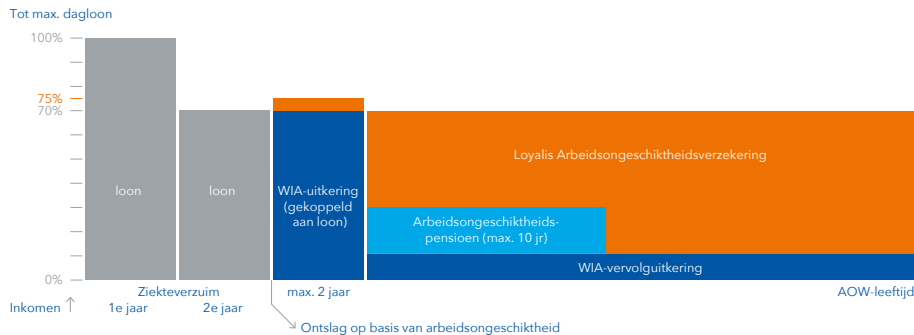 Tot max. dagloon
100%
75%
70%
0%
loon
loon
WIA-uitkering
(gekoppeld
aan loon)
Loyalis Arbeidsongeschiktheidsverzekering
Arbeidsongeschiktheids-
pensioen (max. 10 jr)
WIA-vervolguitkering
Ziekteverzuim
max. 2 jaar
AOW-leeftijd
Inkomen
1e jaar
2e jaar
Ontslag op basis van arbeidsongeschiktheid